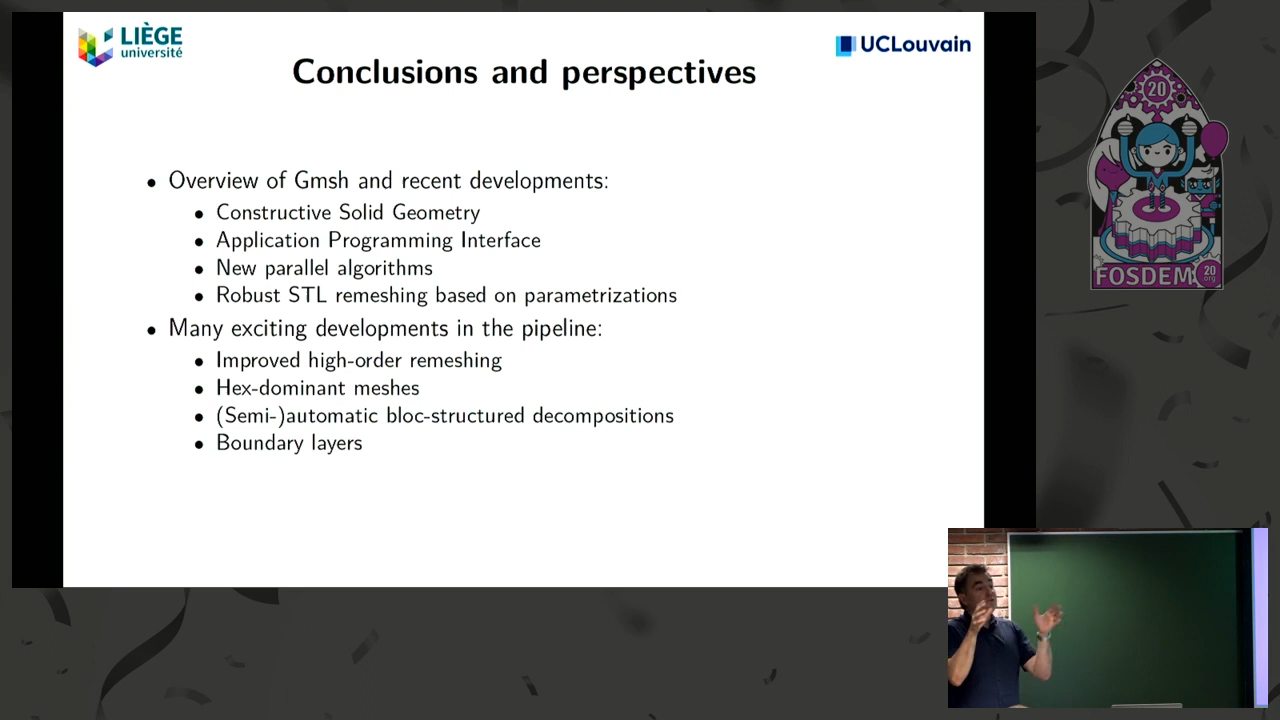 LIÈGE
université
UCLouvain
Conclusions and perspectives
• Overview of Gmsh and recent developments:
• Constructive Solid Geometry
• Application Programming Interface
• New parallel algorithms
• Robust STL remeshing based on parametrizations
• Many exciting developments in the pipeline:
• Improved high-order remeshing
• Hex-dominant meshes
• (Semi-)automatic bloc-structured decompositions
• Boundary layers
20
FOSDEM
20
.org